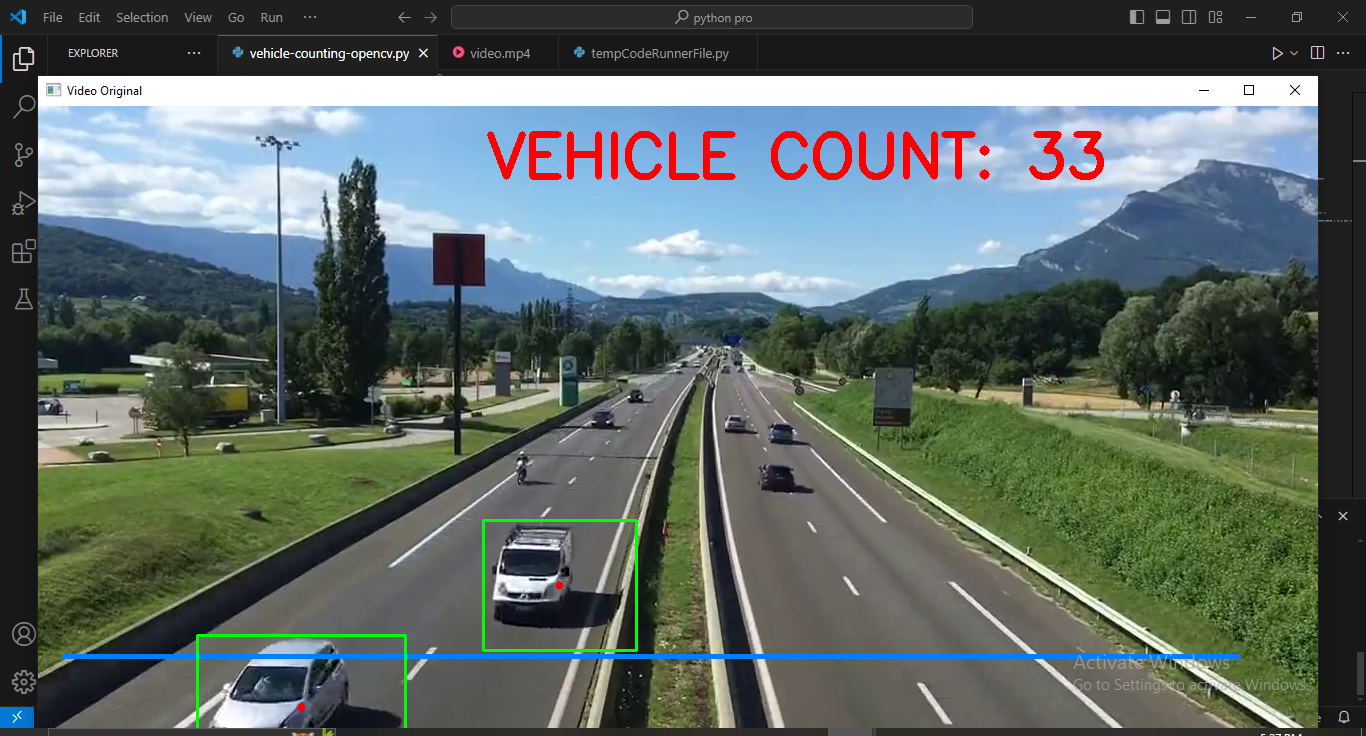 File Edit Selection View Go Run ··· python pro
EXPLORER ··· vehicle-counting-opencv.py video.mp4 tempCodeRunnerFile.py
Video Original
VEHICLE COUNT: 33
Activate Windows
Go to Settings to activate Windows.